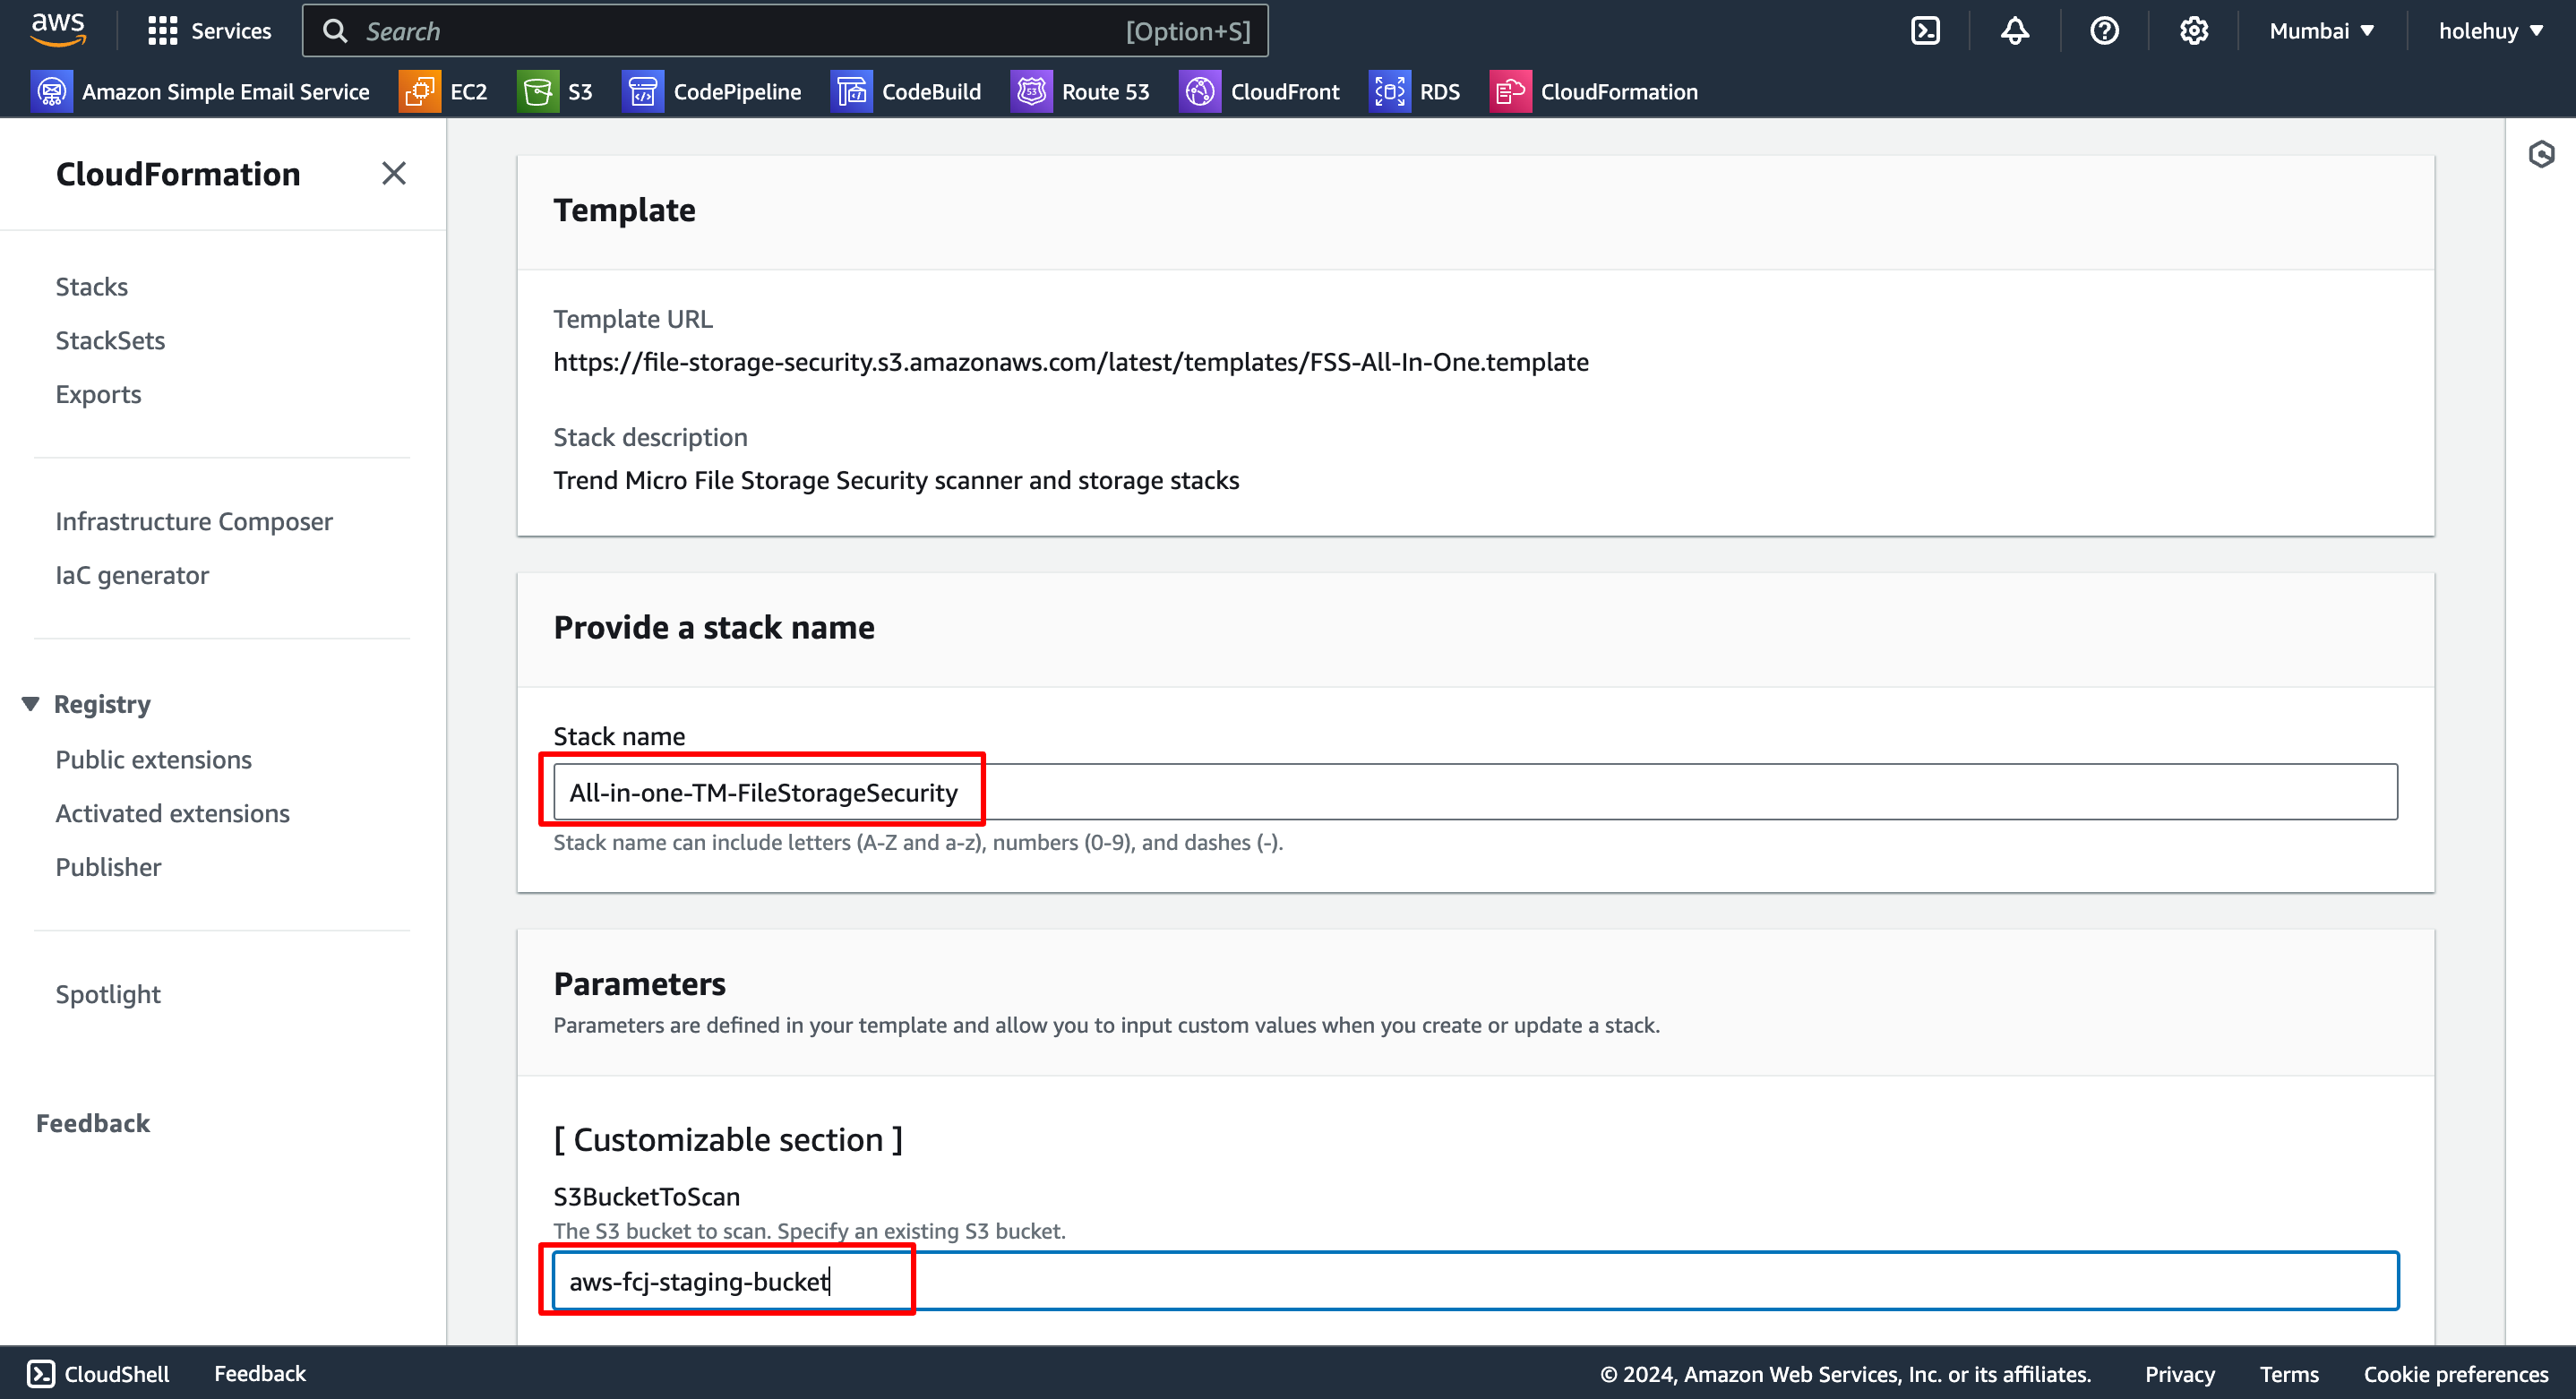 aws
Services
Search
[Option+S]
Mumbai
holehuy
Amazon Simple Email Service
EC2
S3
CodePipeline
CodeBuild
53
Route 53
CloudFront
RDS
CloudFormation
CloudFormation
Stacks
StackSets
Exports
Infrastructure Composer
IaC generator
Registry
Public extensions
Activated extensions
Publisher
Spotlight
Feedback
Template
Template URL
https://file-storage-security.s3.amazonaws.com/latest/templates/FSS-All-In-One.template
Stack description
Trend Micro File Storage Security scanner and storage stacks
Provide a stack name
Stack name
All-in-one-TM-FileStorageSecurity
Stack name can include letters (A-Z and a-z), numbers (0-9), and dashes (-).
Parameters
Parameters are defined in your template and allow you to input custom values when you create or update a stack.
[ Customizable section ]
S3BucketToScan
The S3 bucket to scan. Specify an existing S3 bucket.
aws-fcj-staging-bucket
CloudShell
Feedback
© 2024, Amazon Web Services, Inc. or its affiliates.
Privacy
Terms
Cookie preferences